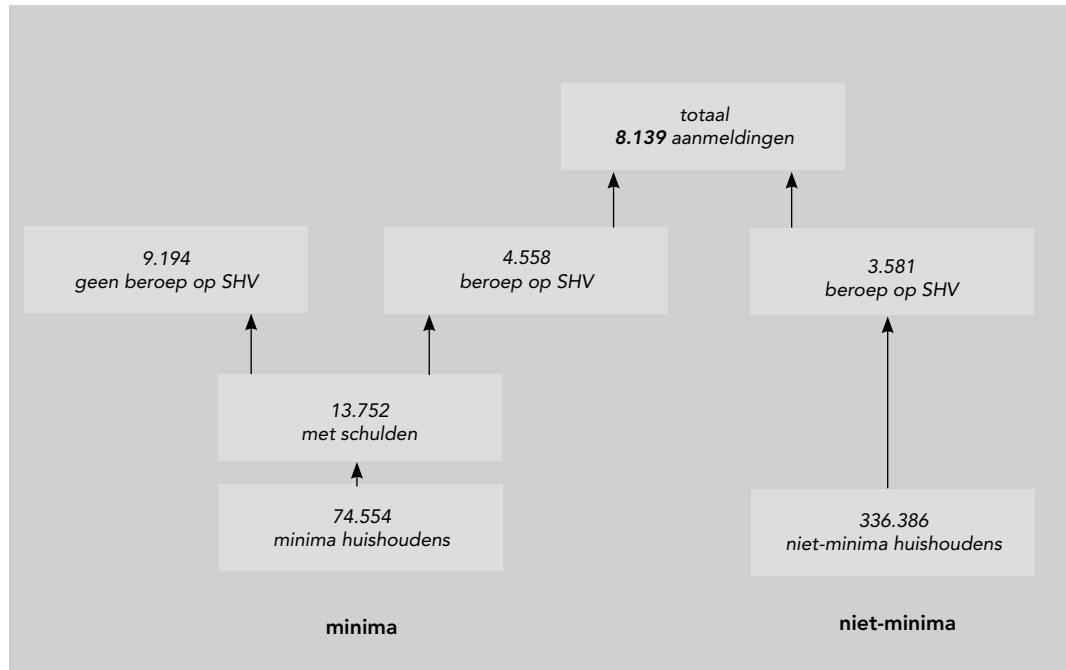 totaal
8.139 aanmeldingen
9.194
geen beroep op SHV
4.558
beroep op SHV
3.581
beroep op SHV
13.752
met schulden
74.554
minima huishoudens
336.386
niet-minima huishoudens
minima
niet-minima